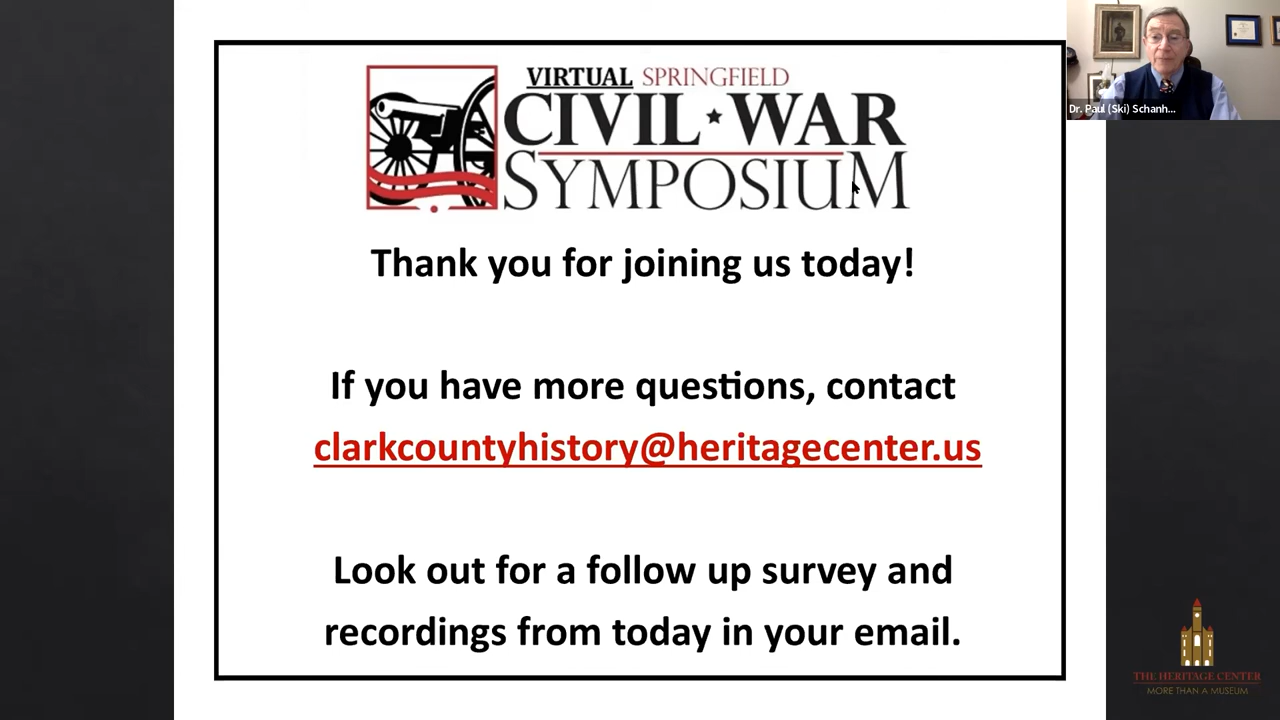 VIRTUAL SPRINGFIELD
CIVIL★WAR
SYMPOSIUM
Thank you for joining us today!
If you have more questions, contact
clarkcountyhistory@heritagecenter.us
Look out for a follow up survey and
recordings from today in your email.
Dr. Paul (Ski) Schanh...
THE HERITAGE CENTER
MORE THAN A MUSEUM